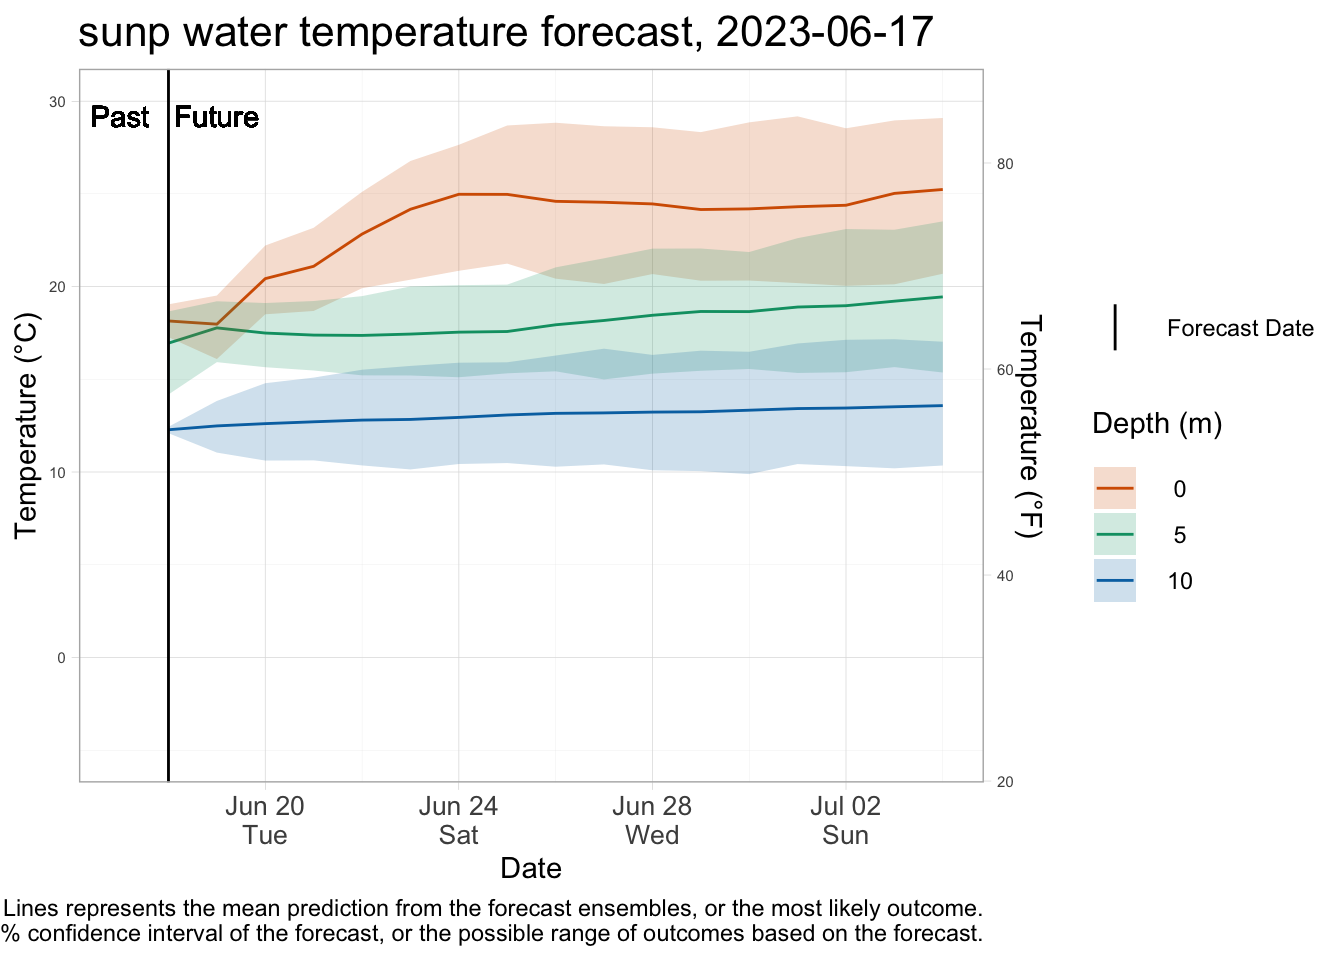 sunp water temperature forecast, 2023-06-17
Past
Future
30
20
10
0
80
60
40
20
Temperature (°C)
Temperature (°F)
Jun 20
Tue
Jun 24
Sat
Jun 28
Wed
Jul 02
Sun
Date
Forecast Date
Depth (m)
0
5
10
Lines represents the mean prediction from the forecast ensembles, or the most likely outcome.
% confidence interval of the forecast, or the possible range of outcomes based on the forecast.